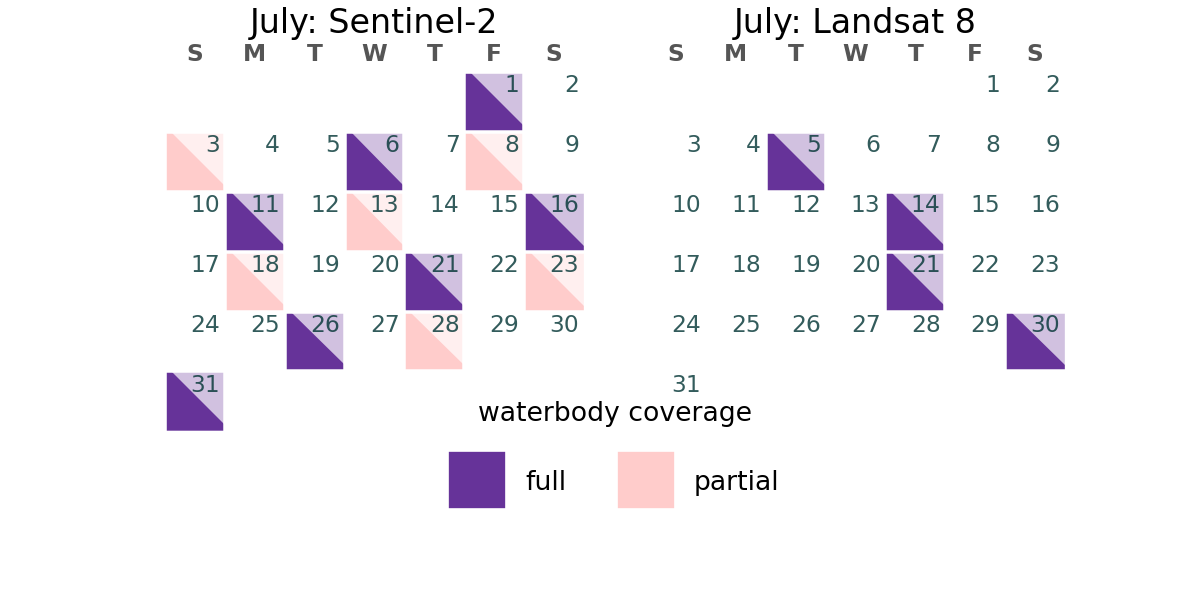 July: Sentinel-2
S M T W T F S
1 2
3 4 5 6 7 8 9
10 11 12 13 14 15 16
17 18 19 20 21 22 23
24 25 26 27 28 29 30
31
July: Landsat 8
S M T W T F S
1 2
3 4 5 6 7 8 9
10 11 12 13 14 15 16
17 18 19 20 21 22 23
24 25 26 27 28 29 30
31
waterbody coverage
full partial